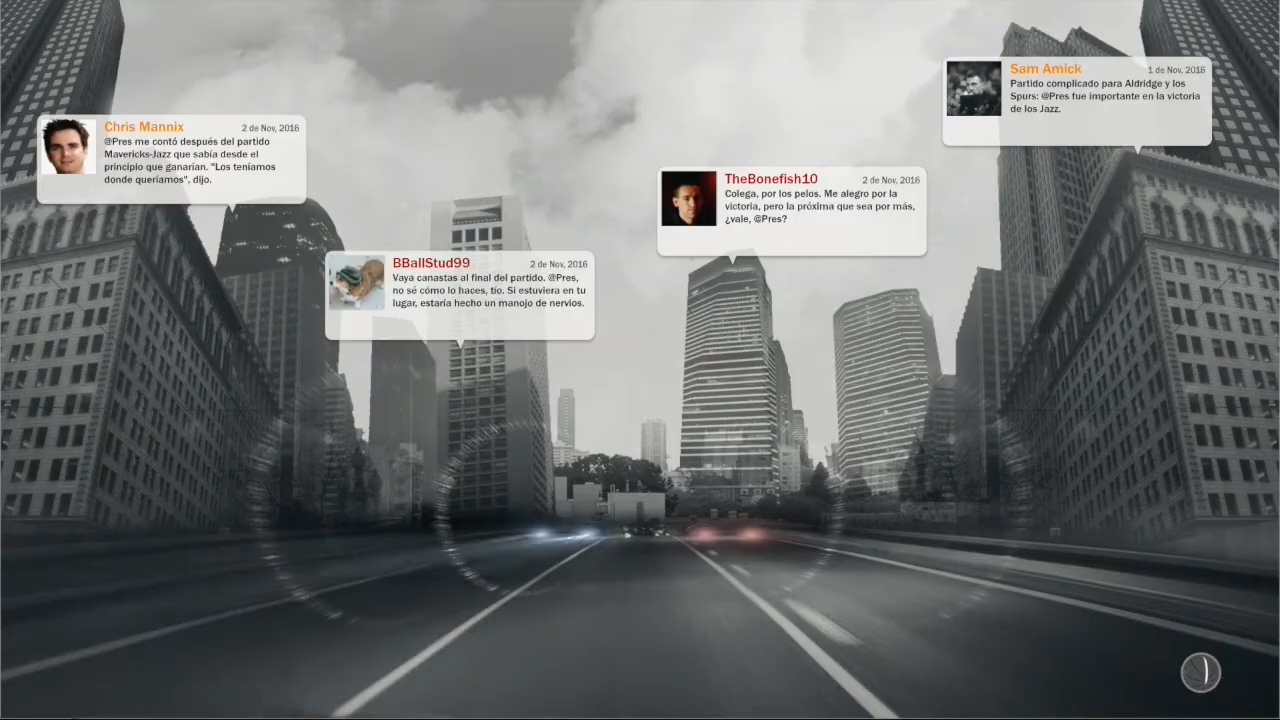 Sam Amick
1 de Nov, 2016
Partido complicado para Aldridge y los
Spurs: @Pres fue importante en la victoria
de los Jazz.
Chris Mannix
2 de Nov, 2016
@Pres me contó después del partido
Mavericks-Jazz que sabía desde el
principio que ganarían. "Los teníamos
donde queríamos", dijo.
TheBonefish10
2 de Nov, 2016
Colega, por los pelos. Me alegro por la
victoria, pero la próxima que sea por más,
¿vale, @Pres?
BBallStud99
2 de Nov, 2016
Vaya canastas al final del partido. @Pres,
no sé cómo lo haces, tío. Si estuviera en tu
lugar, estaría hecho un manojo de nervios.